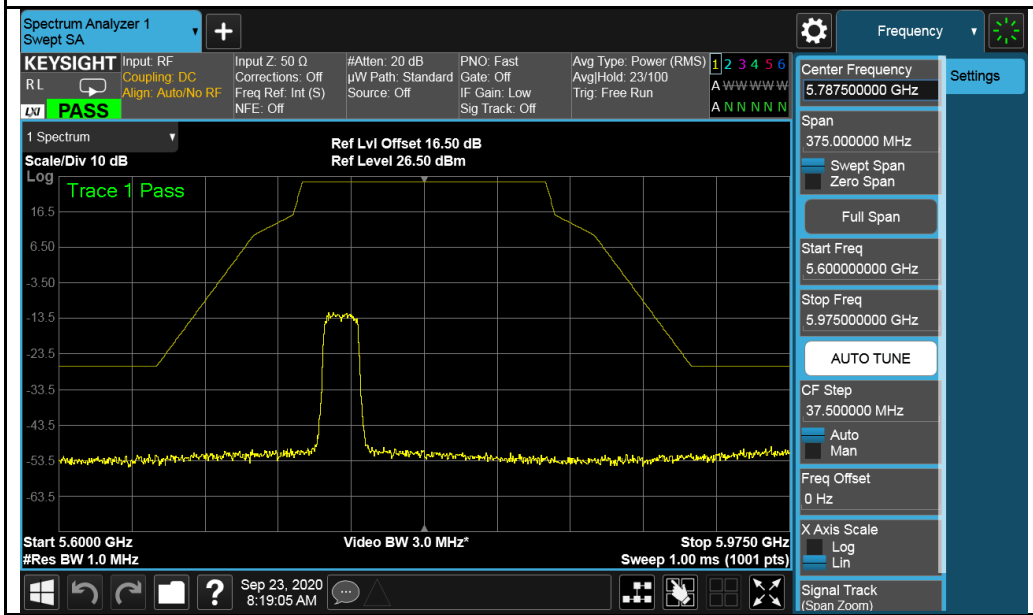 Spectrum Analyzer 1
Swept SA
+
Frequency
KEYSIGHT
R L
LXI PASS
Input: RF
Coupling: DC
Align: Auto/No RF
Input Z: 50 Ω
Corrections: Off
Freq Ref: Int (S)
NFE: Off
#Atten: 20 dB
µW Path: Standard
Source: Off
PNO: Fast
Gate: Off
IF Gain: Low
Sig Track: Off
Avg Type: Power (RMS)
Avg|Hold: 23/100
Trig: Free Run
1 2 3 4 5 6
A W W W W W
A N N N N N
1 Spectrum
Scale/Div 10 dB
Ref Lvl Offset 16.50 dB
Ref Level 26.50 dBm
Log
Trace 1 Pass
16.5
6.50
-3.50
-13.5
-23.5
-33.5
-43.5
-53.5
-63.5
Start 5.6000 GHz
#Res BW 1.0 MHz
Video BW 3.0 MHz*
Stop 5.9750 GHz
Sweep 1.00 ms (1001 pts)
Center Frequency
5.787500000 GHz
Settings
Span
375.000000 MHz
Swept Span
Zero Span
Full Span
Start Freq
5.600000000 GHz
Stop Freq
5.975000000 GHz
AUTO TUNE
CF Step
37.500000 MHz
Auto
Man
Freq Offset
0 Hz
X Axis Scale
Log
Lin
Signal Track
(Span Zoom)
?
Sep 23, 2020
8:19:05 AM